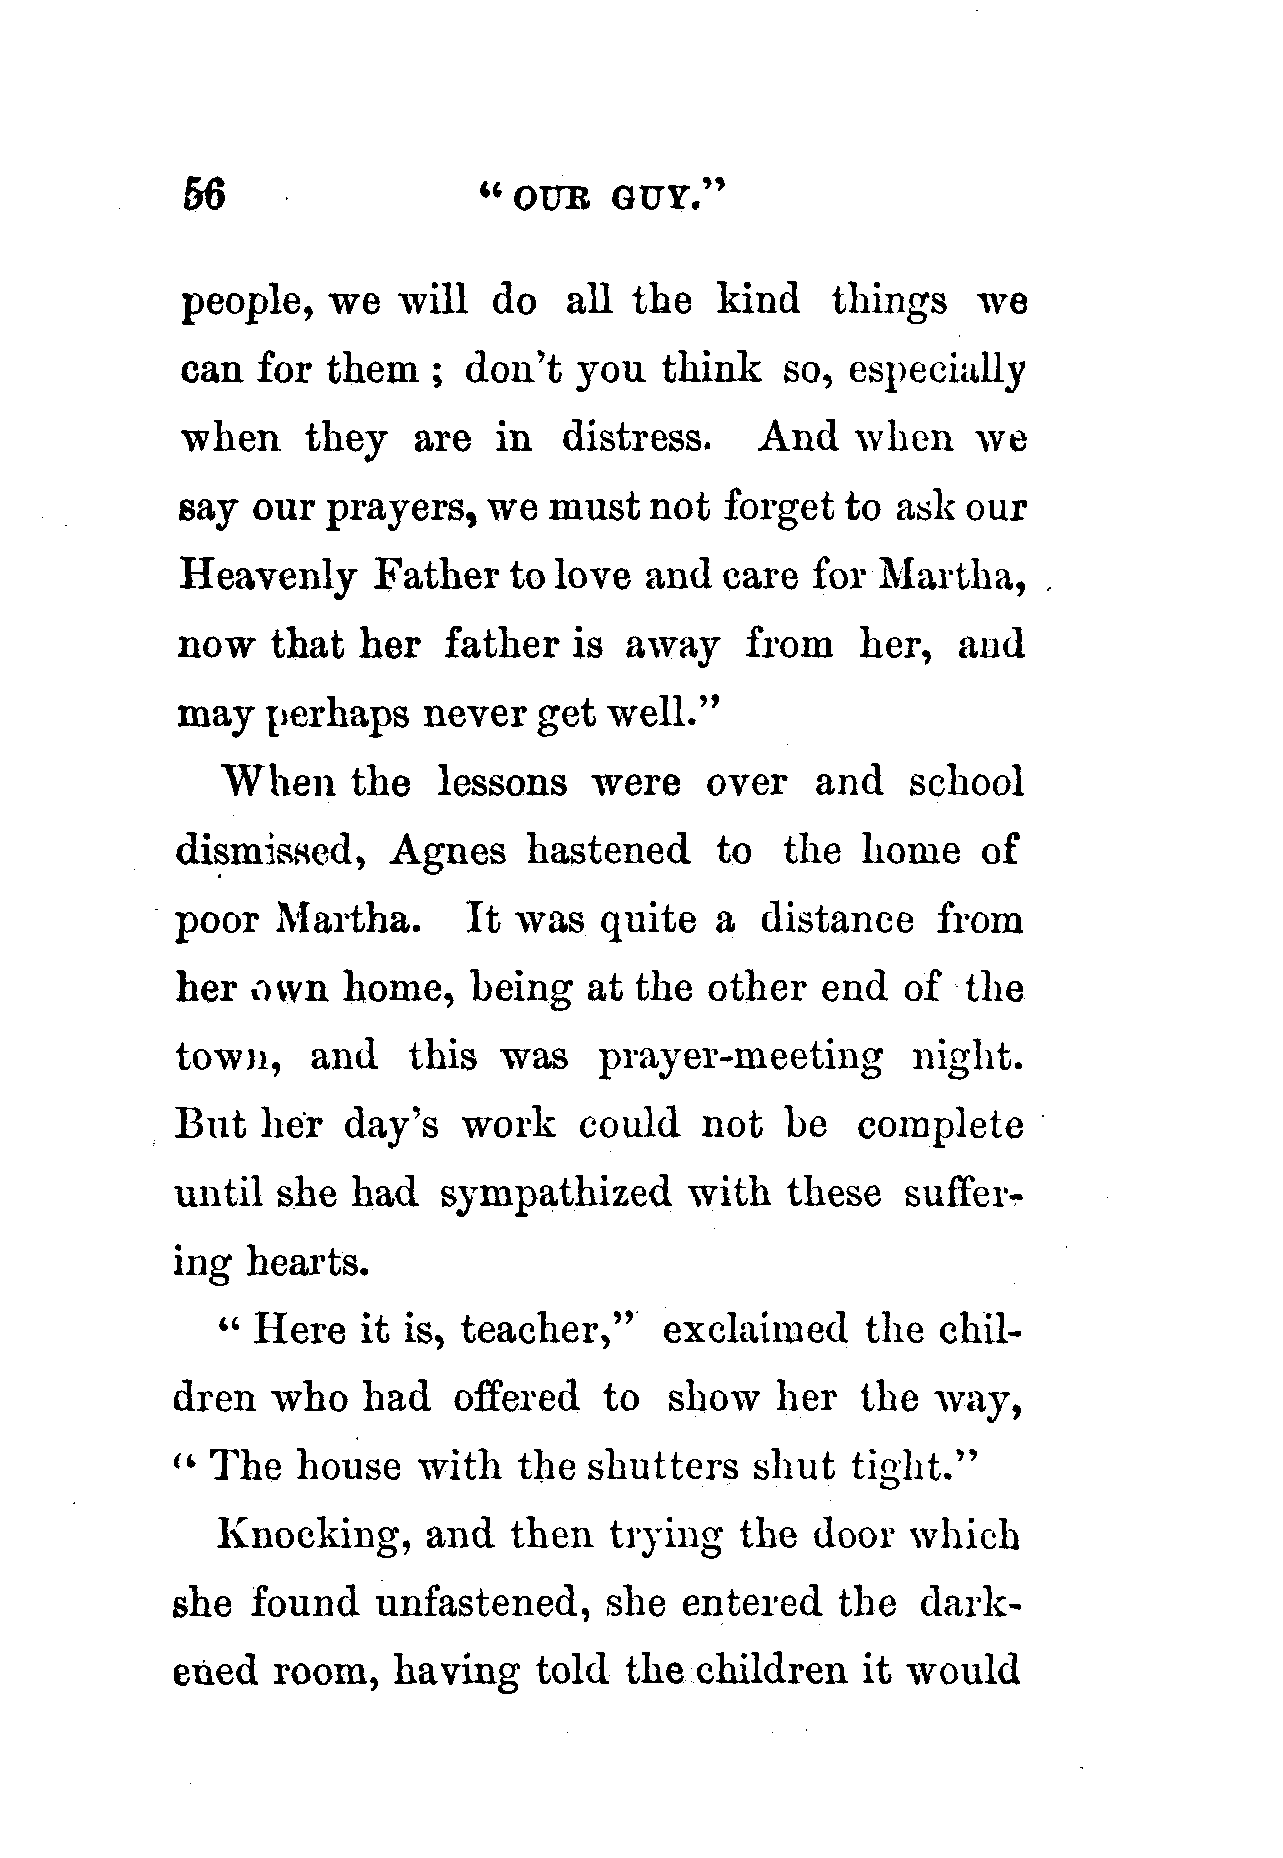 56 "OUR GUY."
people, we will do all the kind things we
can for them ; don't you think so, especially
when they are in distress. And when we
say our prayers, we must not forget to ask our
Heavenly Father to love and care for Martha,
now that her father is away from her, and
may perhaps never get well."
When the lessons were over and school
dismissed, Agnes hastened to the home of
poor Martha. It was quite a distance from
her own home, being at the other end of the
town, and this was prayer-meeting night.
But her day's work could not be complete
until she had sympathized with these suffer-
ing hearts.
" Here it is, teacher," exclaimed the chil-
dren who had offered to show her the way,
" The house with the shutters shut tight."
Knocking, and then trying the door which
she found unfastened, she entered the dark-
ened room, having told the children it would